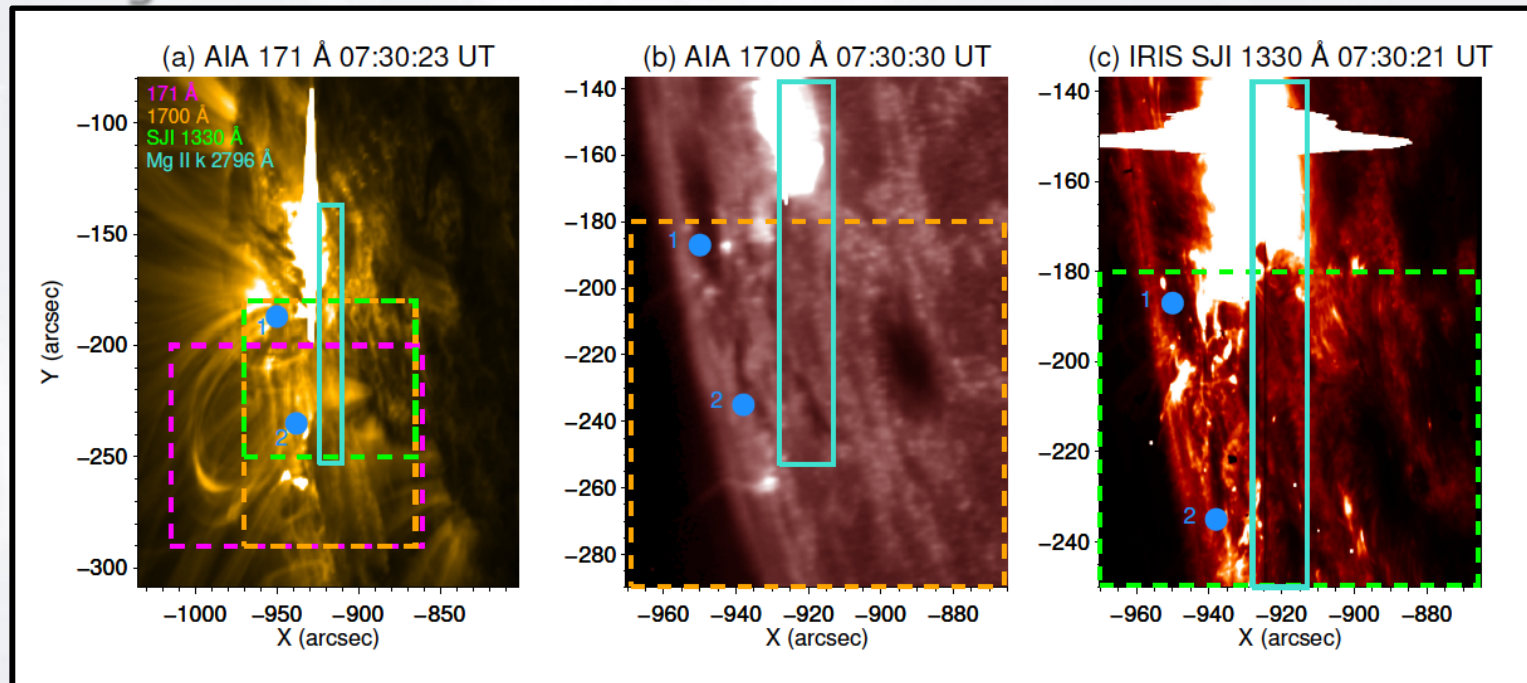 (a) AIA 171 Å 07:30:23 UT
171 Å
1700 Å
SJI 1330 Å
Mg II k 2796 Å
−100
−150
−200
−250
−300
Y (arcsec)
1
2
−1000 −950 −900 −850
X (arcsec)
(b) AIA 1700 Å 07:30:30 UT
−140
−160
−180
−200
−220
−240
−260
−280
1
2
−960 −940 −920 −900 −880
X (arcsec)
(c) IRIS SJI 1330 Å 07:30:21 UT
−140
−160
−180
−200
−220
−240
1
2
−960 −940 −920 −900 −880
X (arcsec)